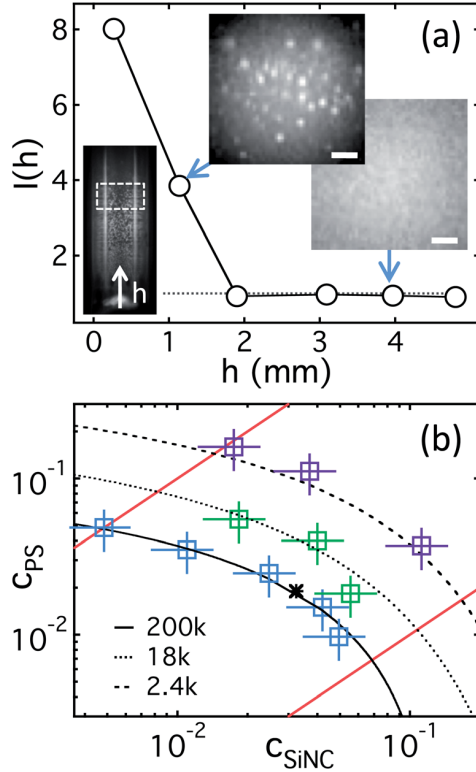 (a)
8
6
4
2
I(h)
h
0
1
2
3
4
h (mm)
(b)
10⁻¹
10⁻²
c_PS
200k
18k
2.4k
10⁻²
10⁻¹
c_SiNC